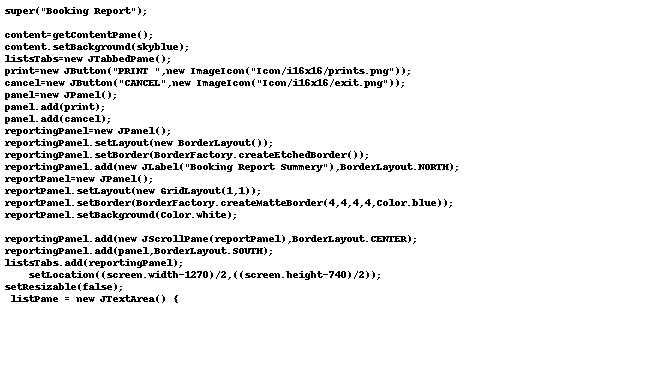 super("Booking Report");
content=getContentPane();
content.setBackground(skyblue);
listsTabs=new JTabbedPane();
print=new JButton("PRINT ",new ImageIcon("Icon/i16x16/prints.png"));
cancel=new JButton("CANCEL",new ImageIcon("Icon/i16x16/exit.png"));
panel=new JPanel();
panel.add(print);
panel.add(cancel);
reportingPanel=new JPanel();
reportingPanel.setLayout(new BorderLayout());
reportingPanel.setBorder(BorderFactory.createEtchedBorder());
reportingPanel.add(new JLabel("Booking Report Summery"),BorderLayout.NORTH);
reportPanel=new JPanel();
reportPanel.setLayout(new GridLayout(1,1));
reportPanel.setBorder(BorderFactory.createMatteBorder(4,4,4,4,Color.blue));
reportPanel.setBackground(Color.white);
reportingPanel.add(new JScrollPane(reportPanel),BorderLayout.CENTER);
reportingPanel.add(panel,BorderLayout.SOUTH);
listsTabs.add(reportingPanel);
setLocation((screen.width-1270)/2,((screen.height-740)/2));
setResizable(false);
listPane = new JTextArea() {